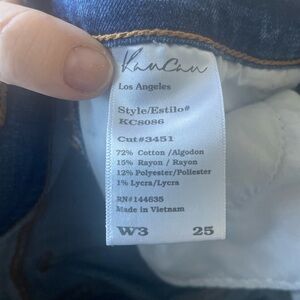 KanCan
Los Angeles
Style/Estilo#
KC8086
Cut#3451
72% Cotton /Algodon
15% Rayon / Rayon
12% Polyester/Poliester
1% Lycra/Lycra
RN#144635
Made in Vietnam
W3 25